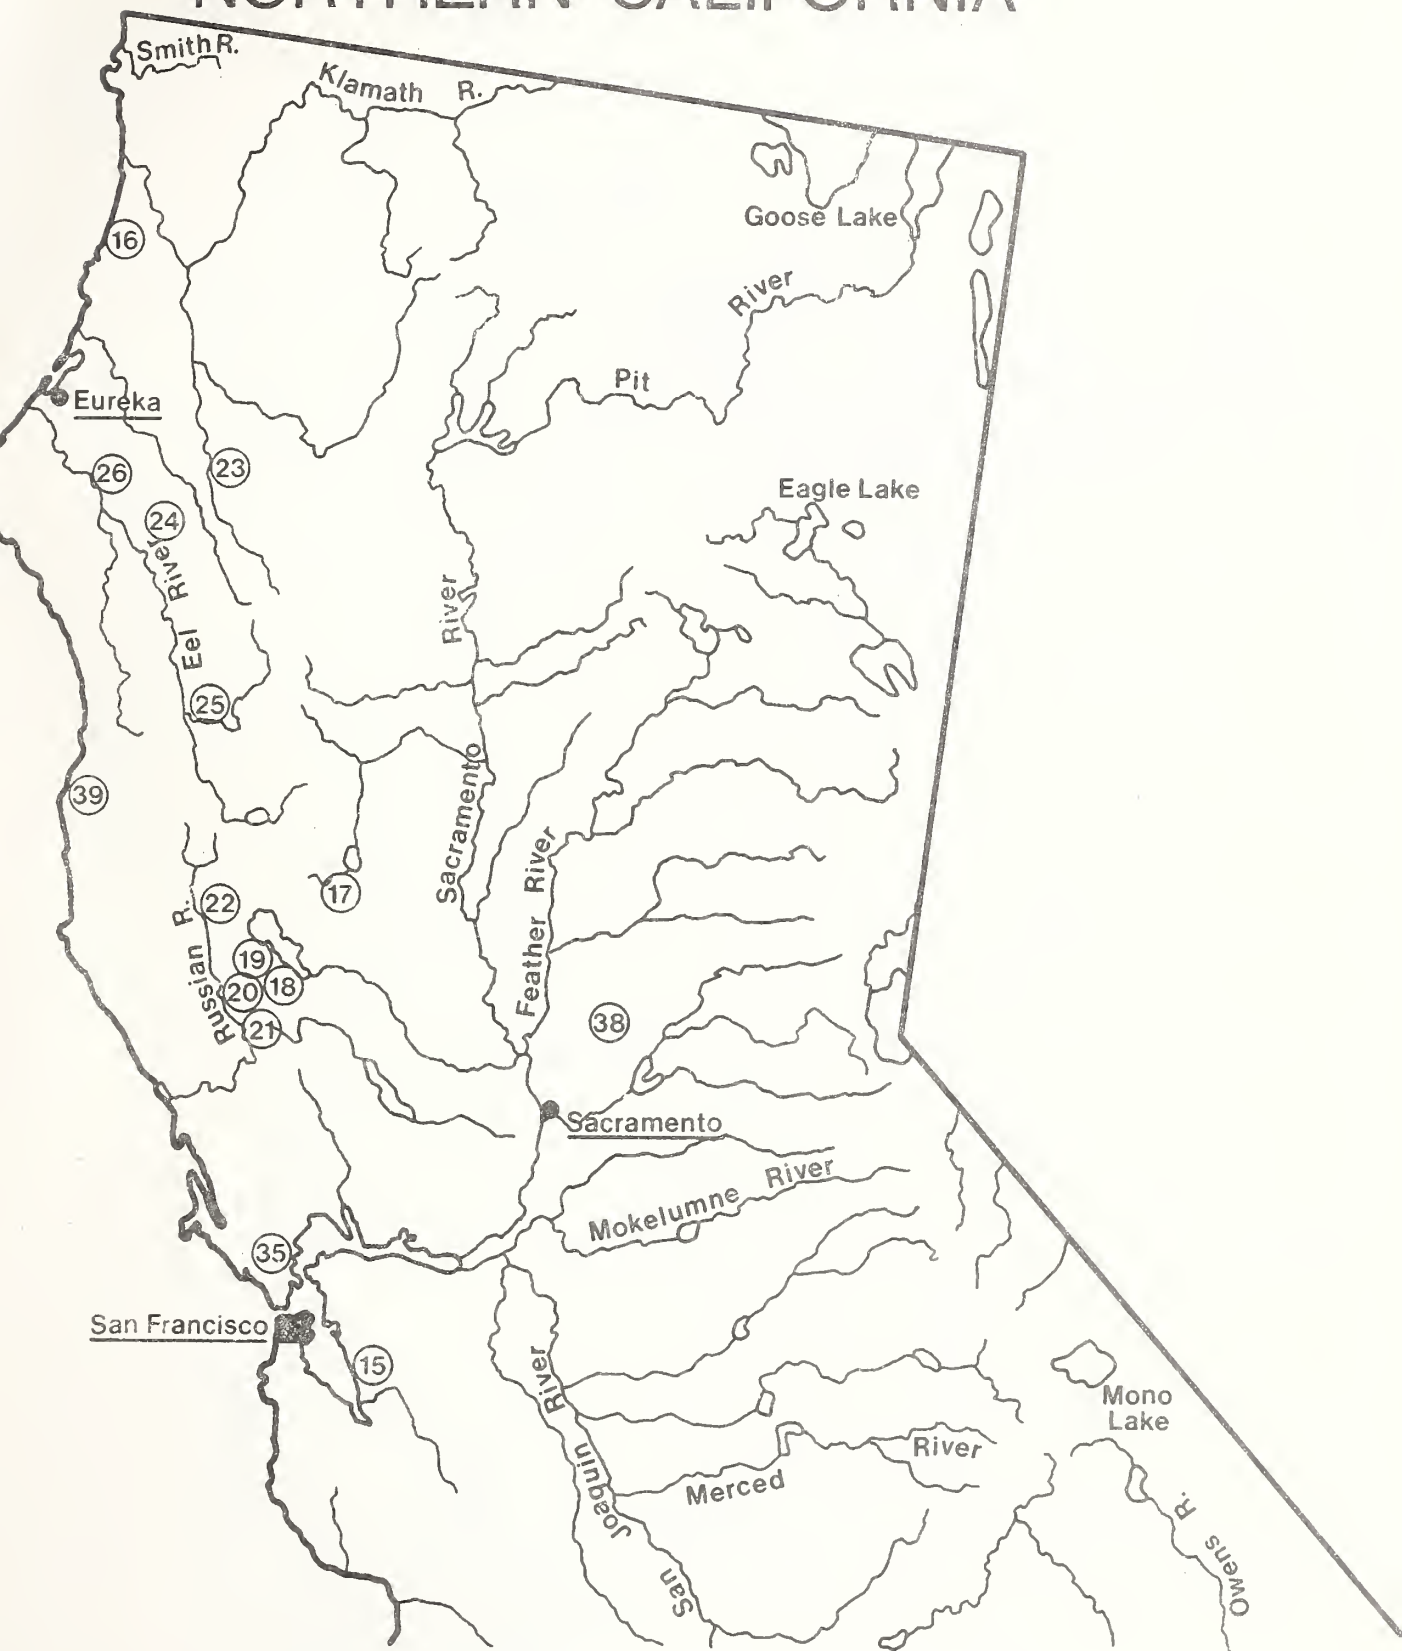 NORTHERN CALIFORNIA
Smith R.
Klamath R.
Goose Lake
River
Pit
16
Eureka
26
23
24
Eagle Lake
Eel River
River
25
Sacramento
39
17
22
Feather River
Russian R.
19
20
18
21
38
Sacramento
Mokelumne River
35
San Francisco
15
River
Mono
Lake
River
Merced
Joaquin
San
Owens R.